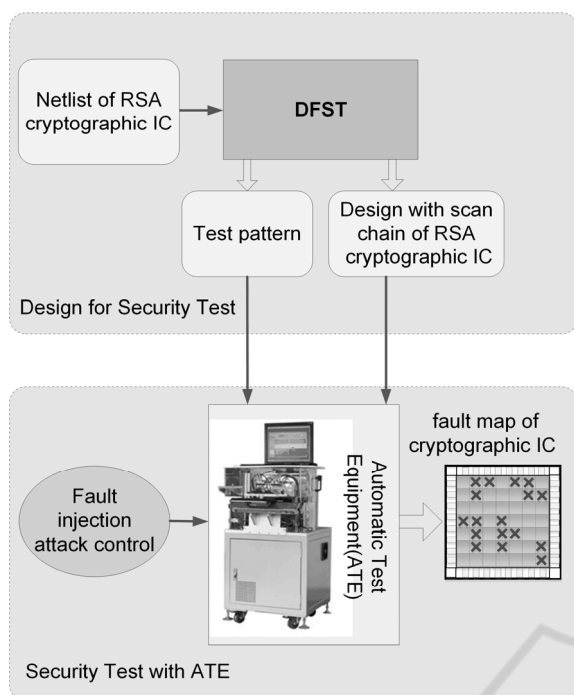 Netlist of RSA
cryptographic IC
DFST
Test pattern
Design with scan
chain of RSA
cryptographic IC
Design for Security Test
Fault
injection
attack control
Automatic Test
Equipment(ATE)
fault map of
cryptographic IC
Security Test with ATE